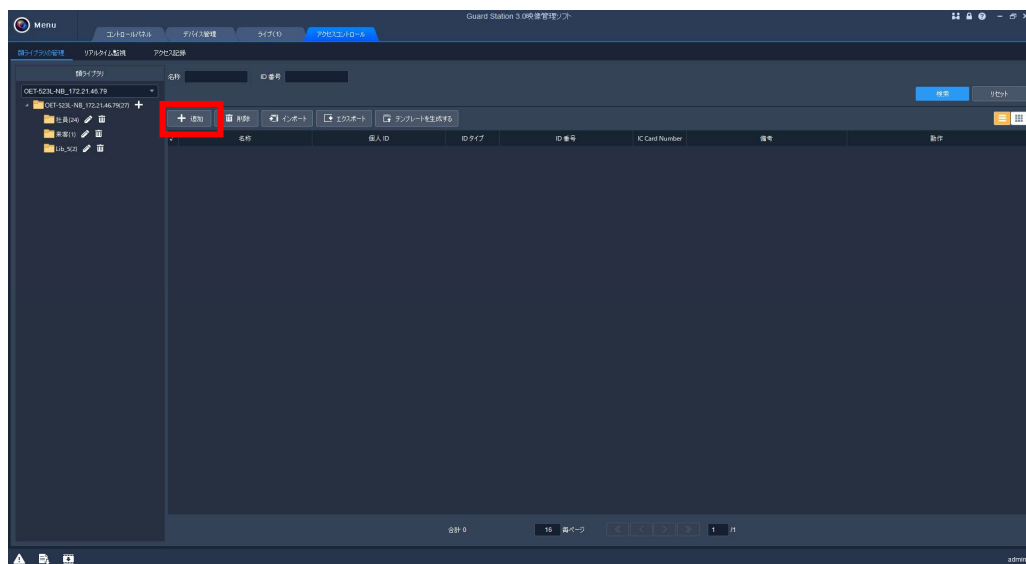 Guard Station 3.0映像管理ソフト
Menu
コントロールパネル
デバイス管理
ライブ(1)
アクセスコントロール
顔ライブラリの管理
リアルタイム監視
アクセス記録
顔ライブラリ
OET-523L-NB_172.21.46.79
OET-523L-NB_172.21.46.79(27)
社員(24)
来客(1)
Lib_5(2)
名称
ID 番号
検索
リセット
追加
削除
インポート
エクスポート
テンプレートを生成する
名称
個人 ID
ID タイプ
ID 番号
IC Card Number
備考
動作
合計 0
16
毎ページ
1
/1
admin